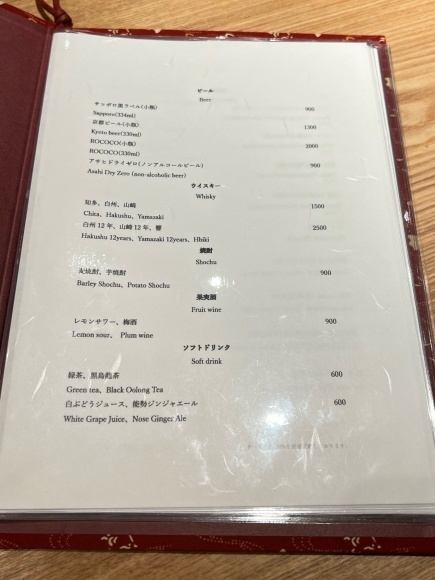 ビール
Beer
サッポロ黒ラベル(小瓶) 900
Sapporo(334ml)
京都ビール(小瓶) 1300
Kyoto beer(330ml)
ROCOCO(小瓶) 2000
ROCOCO(330ml)
アサヒドライゼロ(ノンアルコールビール) 900
Asahi Dry Zero (non-alcoholic beer)
ウイスキー
Whisky
知多、白州、山崎 1500
Chita, Hakushu, Yamazaki
白州 12 年、山崎 12 年、響 2500
Hakushu 12years, Yamazaki 12years, Hbiki
焼酎
Shochu
麦焼酎、芋焼酎 900
Barley Shochu, Potato Shochu
果実酒
Fruit wine
レモンサワー、梅酒 900
Lemon sour、 Plum wine
ソフトドリンク
Soft drink
緑茶、黒烏龍茶 600
Green tea, Black Oolong Tea
白ぶどうジュース、能勢ジンジャエール 600
White Grape Juice、Nose Ginger Ale